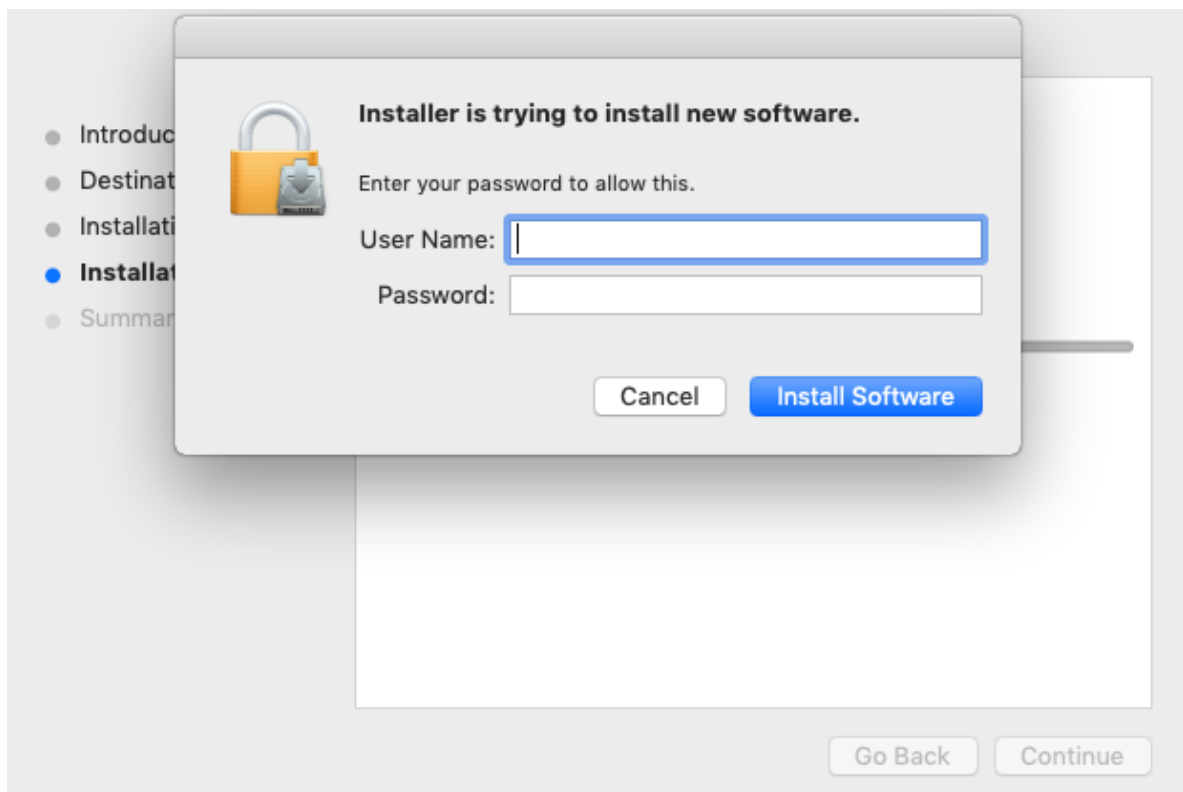 Installer is trying to install new software.
Enter your password to allow this.
User Name:
Password:
Cancel
Install Software
Introduc
Destinat
Installati
Installat
Summar
Go Back
Continue